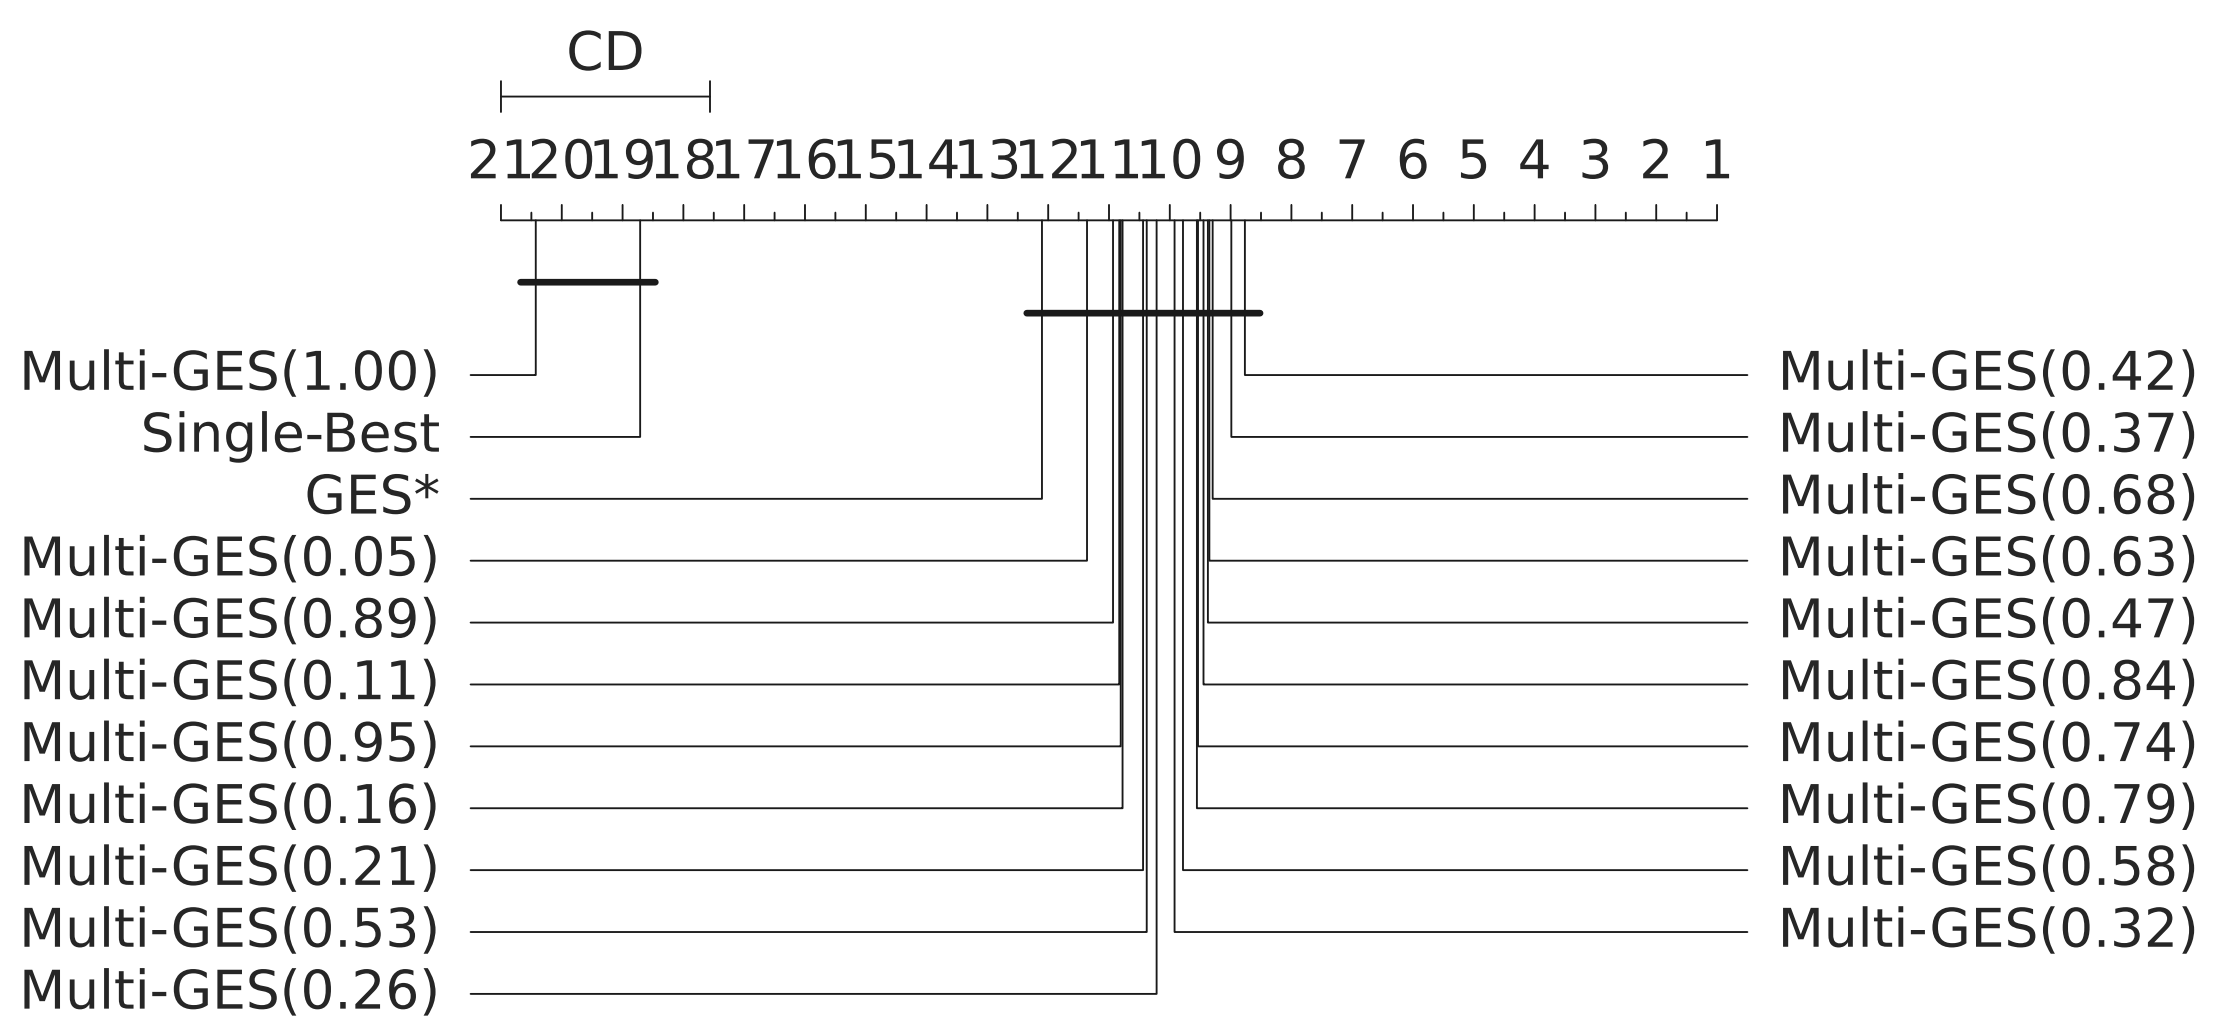 CD
21 20 19 18 17 16 15 14 13 12 11 10 9 8 7 6 5 4 3 2 1
Multi-GES(1.00)
Single-Best
GES*
Multi-GES(0.05)
Multi-GES(0.89)
Multi-GES(0.11)
Multi-GES(0.95)
Multi-GES(0.16)
Multi-GES(0.21)
Multi-GES(0.53)
Multi-GES(0.26)
Multi-GES(0.42)
Multi-GES(0.37)
Multi-GES(0.68)
Multi-GES(0.63)
Multi-GES(0.47)
Multi-GES(0.84)
Multi-GES(0.74)
Multi-GES(0.79)
Multi-GES(0.58)
Multi-GES(0.32)